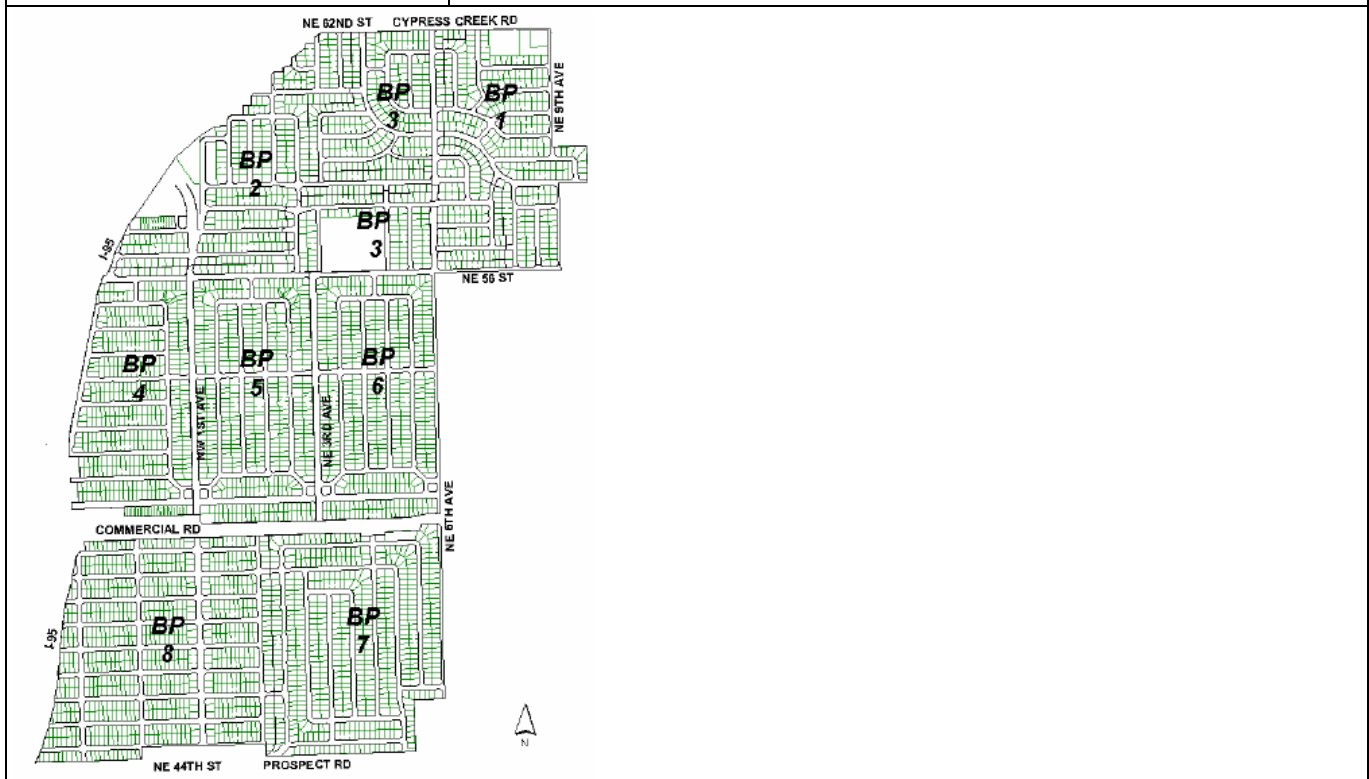 NE 62ND ST CYPRESS CREEK RD
BP
3
BP
1
NE 9TH AVE
BP
2
BP
3
I-95
NE 56 ST
BP
4
BP
5
BP
6
NW 1ST AVE
NE 3RD AVE
NE 6TH AVE
COMMERCIAL RD
BP
8
BP
7
I-95
N
NE 44TH ST PROSPECT RD